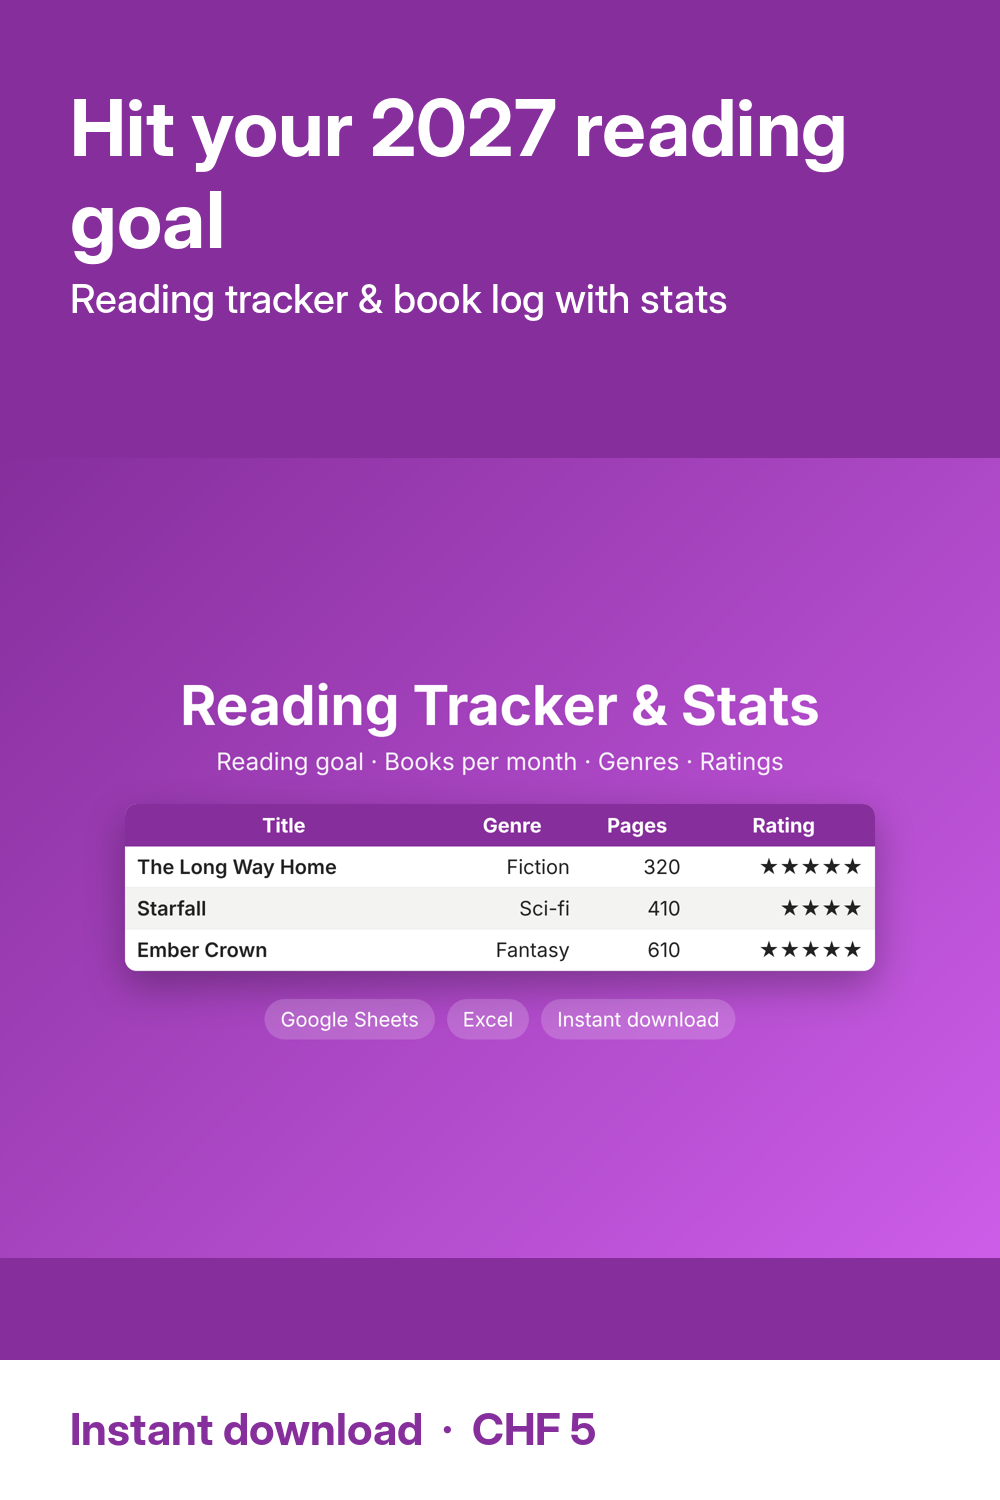 Hit your 2027 reading
goal
Reading tracker & book log with stats
Reading Tracker & Stats
Reading goal · Books per month · Genres · Ratings
Title Genre Pages Rating
The Long Way Home Fiction 320 ★★★★★
Starfall Sci-fi 410 ★★★★
Ember Crown Fantasy 610 ★★★★★
Google Sheets Excel Instant download
Instant download · CHF 5